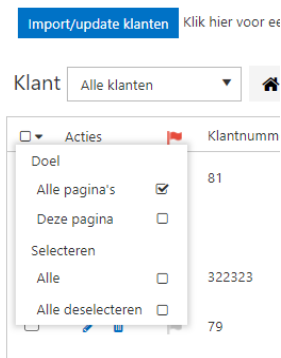 Import/update klanten Klik hier voor ee
Klant Alle klanten
Acties Klantnumm
Doel
Alle pagina's
81
Deze pagina
Selecteren
Alle
322323
Alle deselecteren
79